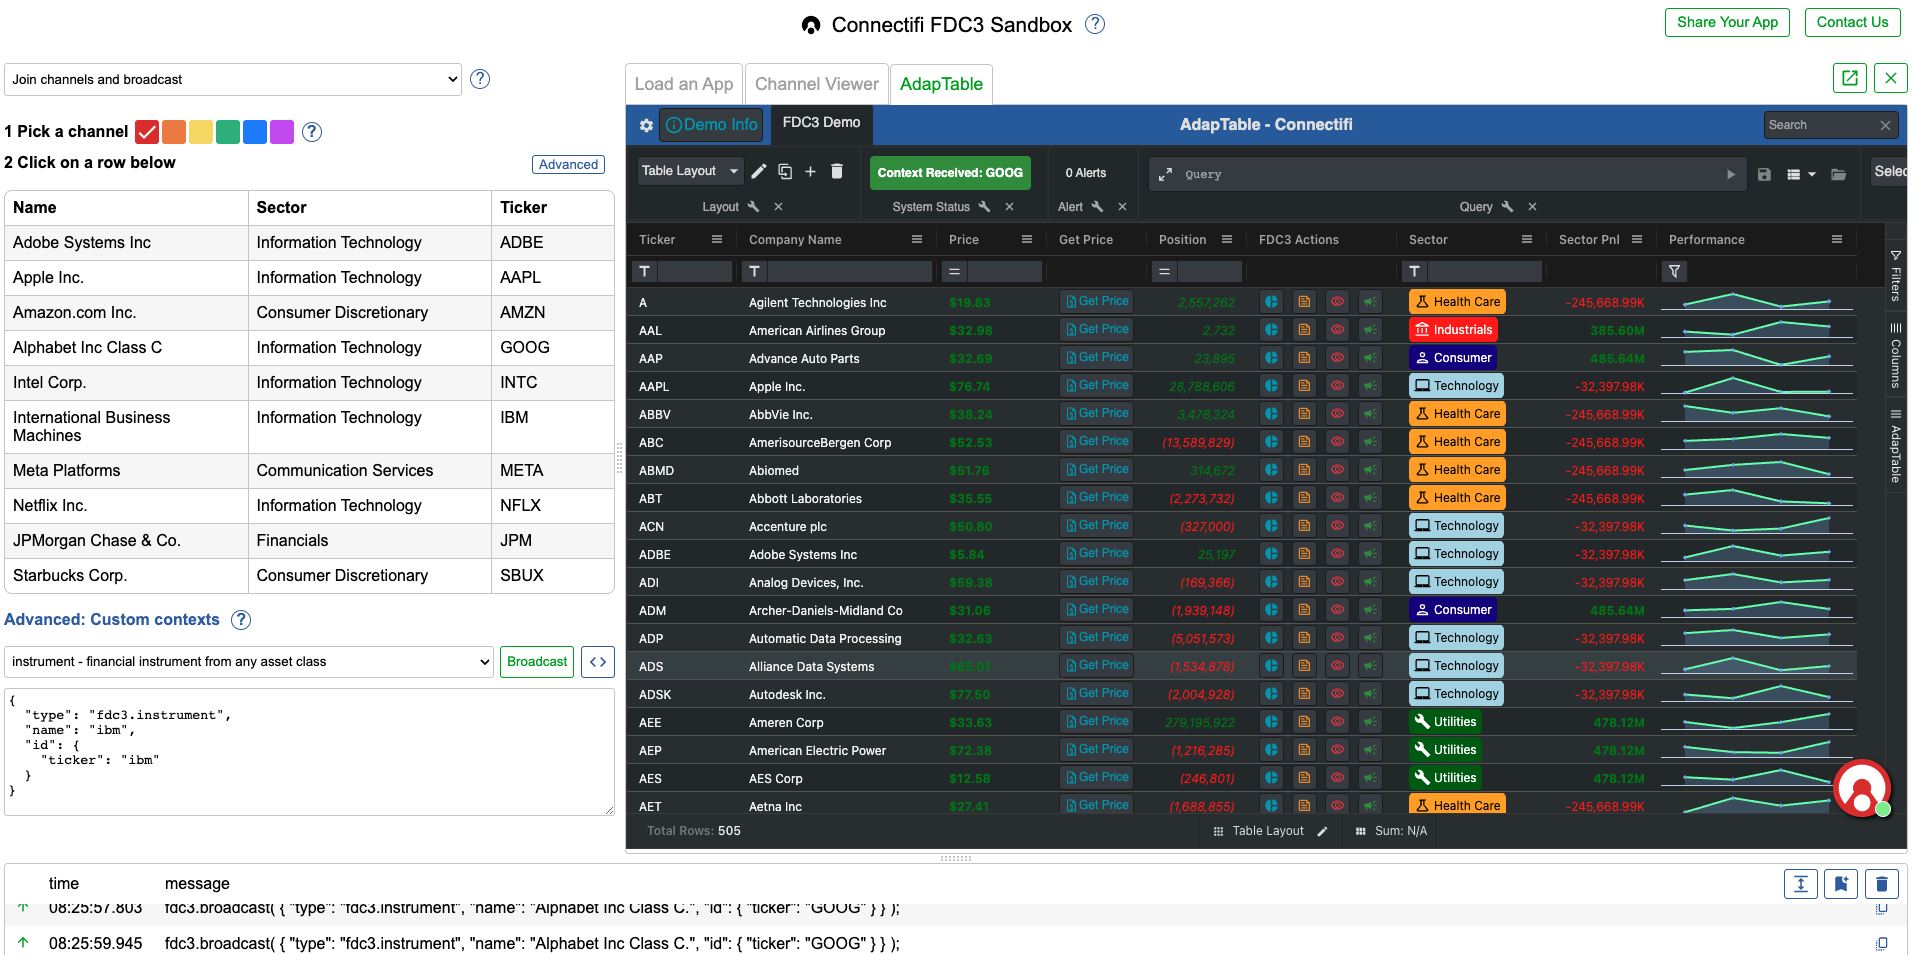 Connectifi FDC3 Sandbox ?
Share Your App
Contact Us
Join channels and broadcast ?
1 Pick a channel ?
2 Click on a row below
Advanced
Name Sector Ticker
Adobe Systems Inc Information Technology ADBE
Apple Inc. Information Technology AAPL
Amazon.com Inc. Consumer Discretionary AMZN
Alphabet Inc Class C Information Technology GOOG
Intel Corp. Information Technology INTC
International Business Machines Information Technology IBM
Meta Platforms Communication Services META
Netflix Inc. Information Technology NFLX
JPMorgan Chase & Co. Financials JPM
Starbucks Corp. Consumer Discretionary SBUX
Advanced: Custom contexts ?
instrument - financial instrument from any asset class
Broadcast
<>
{
"type": "fdc3.instrument",
"name": "ibm",
"id": {
"ticker": "ibm"
}
}
Load an App
Channel Viewer
AdapTable
Demo Info
FDC3 Demo
AdapTable - Connectifi
Search
Table Layout
Context Received: GOOG
0 Alerts
Query
Selec
Layout
System Status
Alert
Query
Ticker Company Name Price Get Price Position FDC3 Actions Sector Sector Pnl Performance
A Agilent Technologies Inc $19.83 Get Price 2,557,262 Health Care -245,668.99K
AAL American Airlines Group $32.98 Get Price 2,732 Industrials 385.60M
AAP Advance Auto Parts $32.69 Get Price 23,895 Consumer 485.64M
AAPL Apple Inc. $76.74 Get Price 28,788,606 Technology -32,397.98K
ABBV AbbVie Inc. $38.24 Get Price 3,478,324 Health Care -245,668.99K
ABC AmerisourceBergen Corp $52.53 Get Price (13,589,829) Health Care -245,668.99K
ABMD Abiomed $51.76 Get Price 314,672 Health Care -245,668.99K
ABT Abbott Laboratories $35.55 Get Price (2,273,732) Health Care -245,668.99K
ACN Accenture plc $50.80 Get Price (327,000) Technology -32,397.98K
ADBE Adobe Systems Inc $5.84 Get Price 25,197 Technology -32,397.98K
ADI Analog Devices, Inc. $59.38 Get Price (169,366) Technology -32,397.98K
ADM Archer-Daniels-Midland Co $31.06 Get Price (1,939,148) Consumer 485.64M
ADP Automatic Data Processing $32.63 Get Price (5,051,573) Technology -32,397.98K
ADS Alliance Data Systems $65.01 Get Price (1,534,878) Technology -32,397.98K
ADSK Autodesk Inc. $77.50 Get Price (2,004,928) Technology -32,397.98K
AEE Ameren Corp $33.63 Get Price 279,195,922 Utilities 478.12M
AEP American Electric Power $72.38 Get Price (1,216,285) Utilities 478.12M
AES AES Corp $12.58 Get Price (246,801) Utilities 478.12M
AET Aetna Inc $27.41 Get Price (1,688,855) Health Care -245,668.99K
Filters
Columns
AdapTable
Total Rows: 505
Table Layout
Sum: N/A
time message
08:25:57.803 fdc3.broadcast( { "type": "fdc3.instrument", "name": "Alphabet Inc Class C.", "id": { "ticker": "GOOG" } } );
08:25:59.945 fdc3.broadcast( { "type": "fdc3.instrument", "name": "Alphabet Inc Class C.", "id": { "ticker": "GOOG" } } );